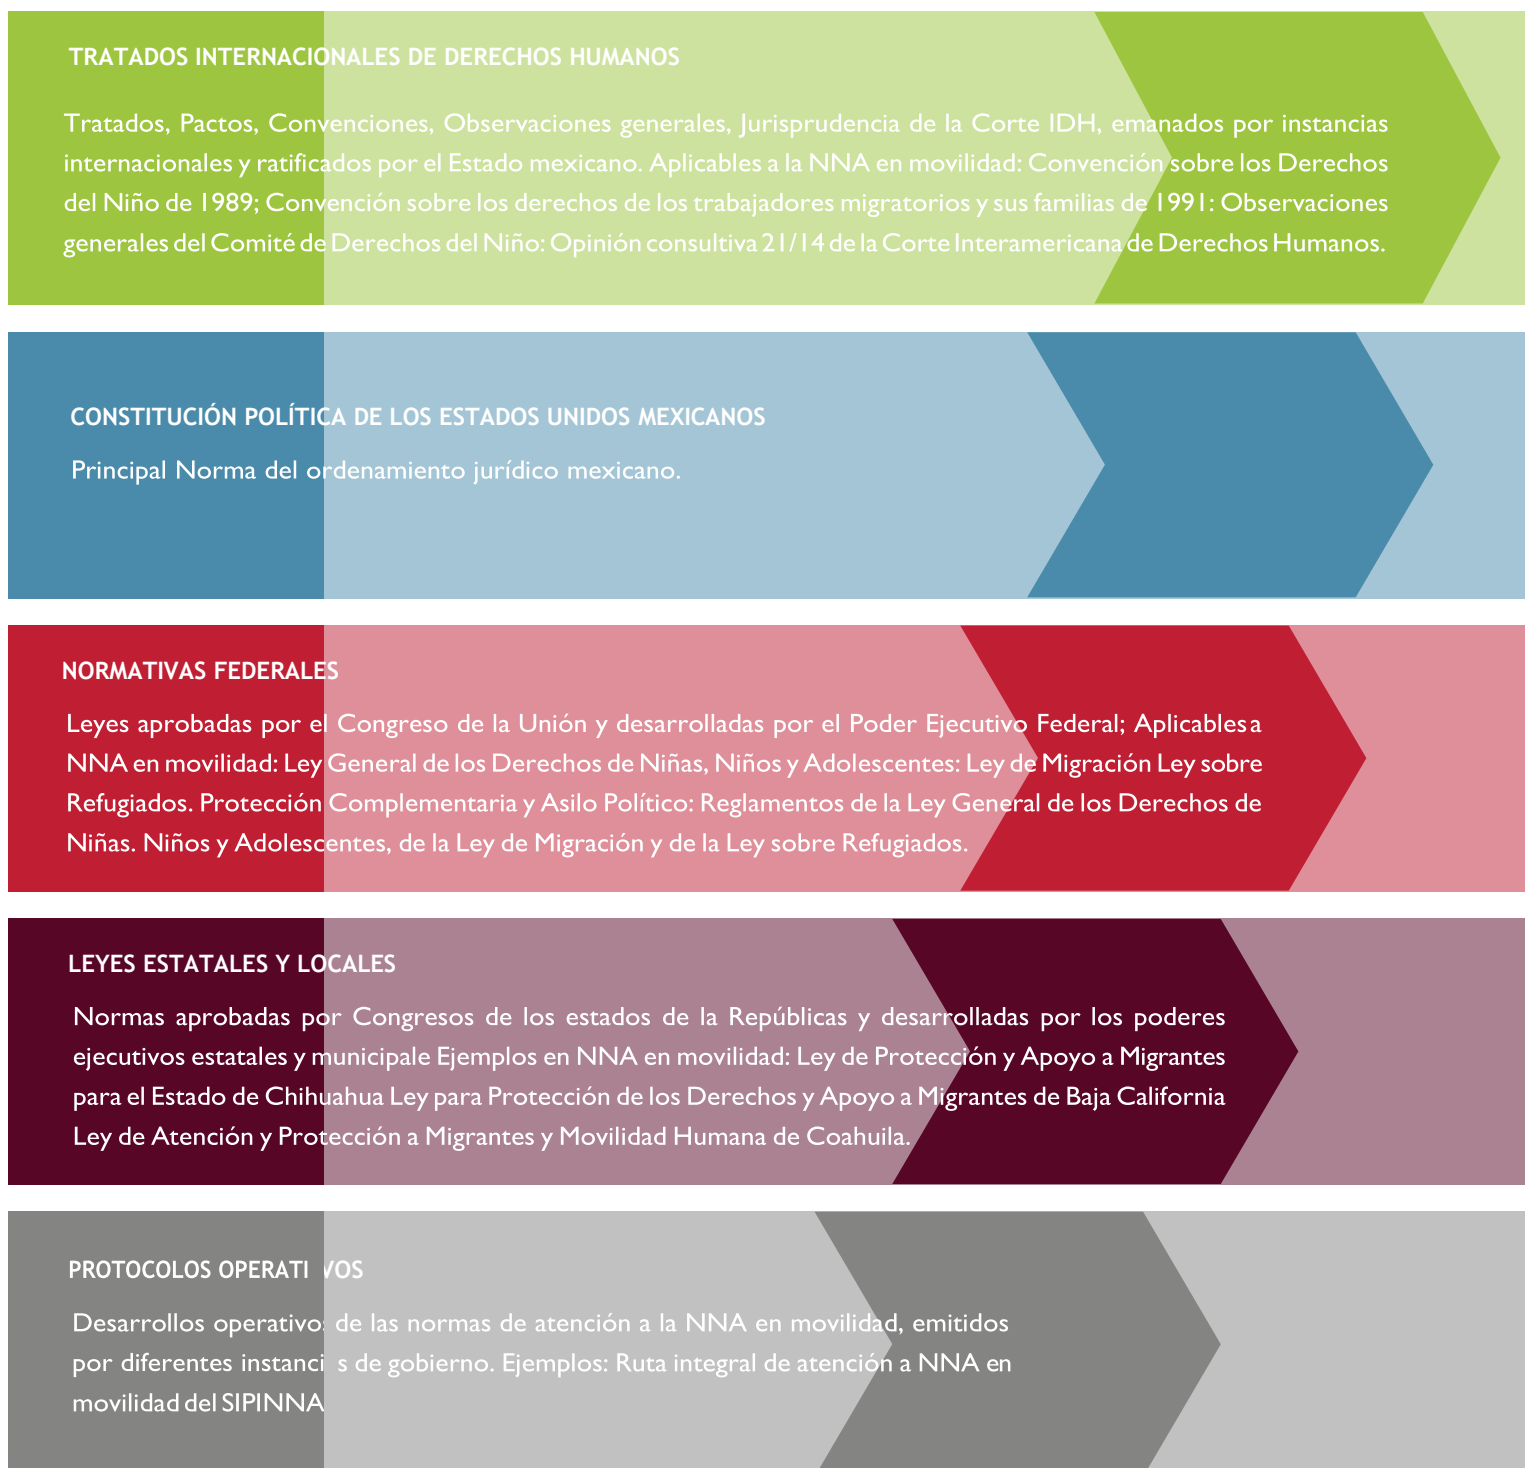 TRATADOS INTERNACIONALES DE DERECHOS HUMANOS
Tratados, Pactos, Convenciones, Observaciones generales, Jurisprudencia de la Corte IDH, emanados por instancias
internacionales y ratificados por el Estado mexicano. Aplicables a la NNA en movilidad: Convención sobre los Derechos
del Niño de 1989; Convención sobre los derechos de los trabajadores migratorios y sus familias de 1991: Observaciones
generales del Comité de Derechos del Niño: Opinión consultiva 21/14 de la Corte Interamericana de Derechos Humanos.
CONSTITUCIÓN POLÍTICA DE LOS ESTADOS UNIDOS MEXICANOS
Principal Norma del ordenamiento jurídico mexicano.
NORMATIVAS FEDERALES
Leyes aprobadas por el Congreso de la Unión y desarrolladas por el Poder Ejecutivo Federal; Aplicables a
NNA en movilidad: Ley General de los Derechos de Niñas, Niños y Adolescentes: Ley de Migración Ley sobre
Refugiados. Protección Complementaria y Asilo Político: Reglamentos de la Ley General de los Derechos de
Niñas. Niños y Adolescentes, de la Ley de Migración y de la Ley sobre Refugiados.
LEYES ESTATALES Y LOCALES
Normas aprobadas por Congresos de los estados de la Repúblicas y desarrolladas por los poderes
ejecutivos estatales y municipale Ejemplos en NNA en movilidad: Ley de Protección y Apoyo a Migrantes
para el Estado de Chihuahua Ley para Protección de los Derechos y Apoyo a Migrantes de Baja California
Ley de Atención y Protección a Migrantes y Movilidad Humana de Coahuila.
PROTOCOLOS OPERATIVOS
Desarrollos operativos de las normas de atención a la NNA en movilidad, emitidos
por diferentes instanci s de gobierno. Ejemplos: Ruta integral de atención a NNA en
movilidad del SIPINNA